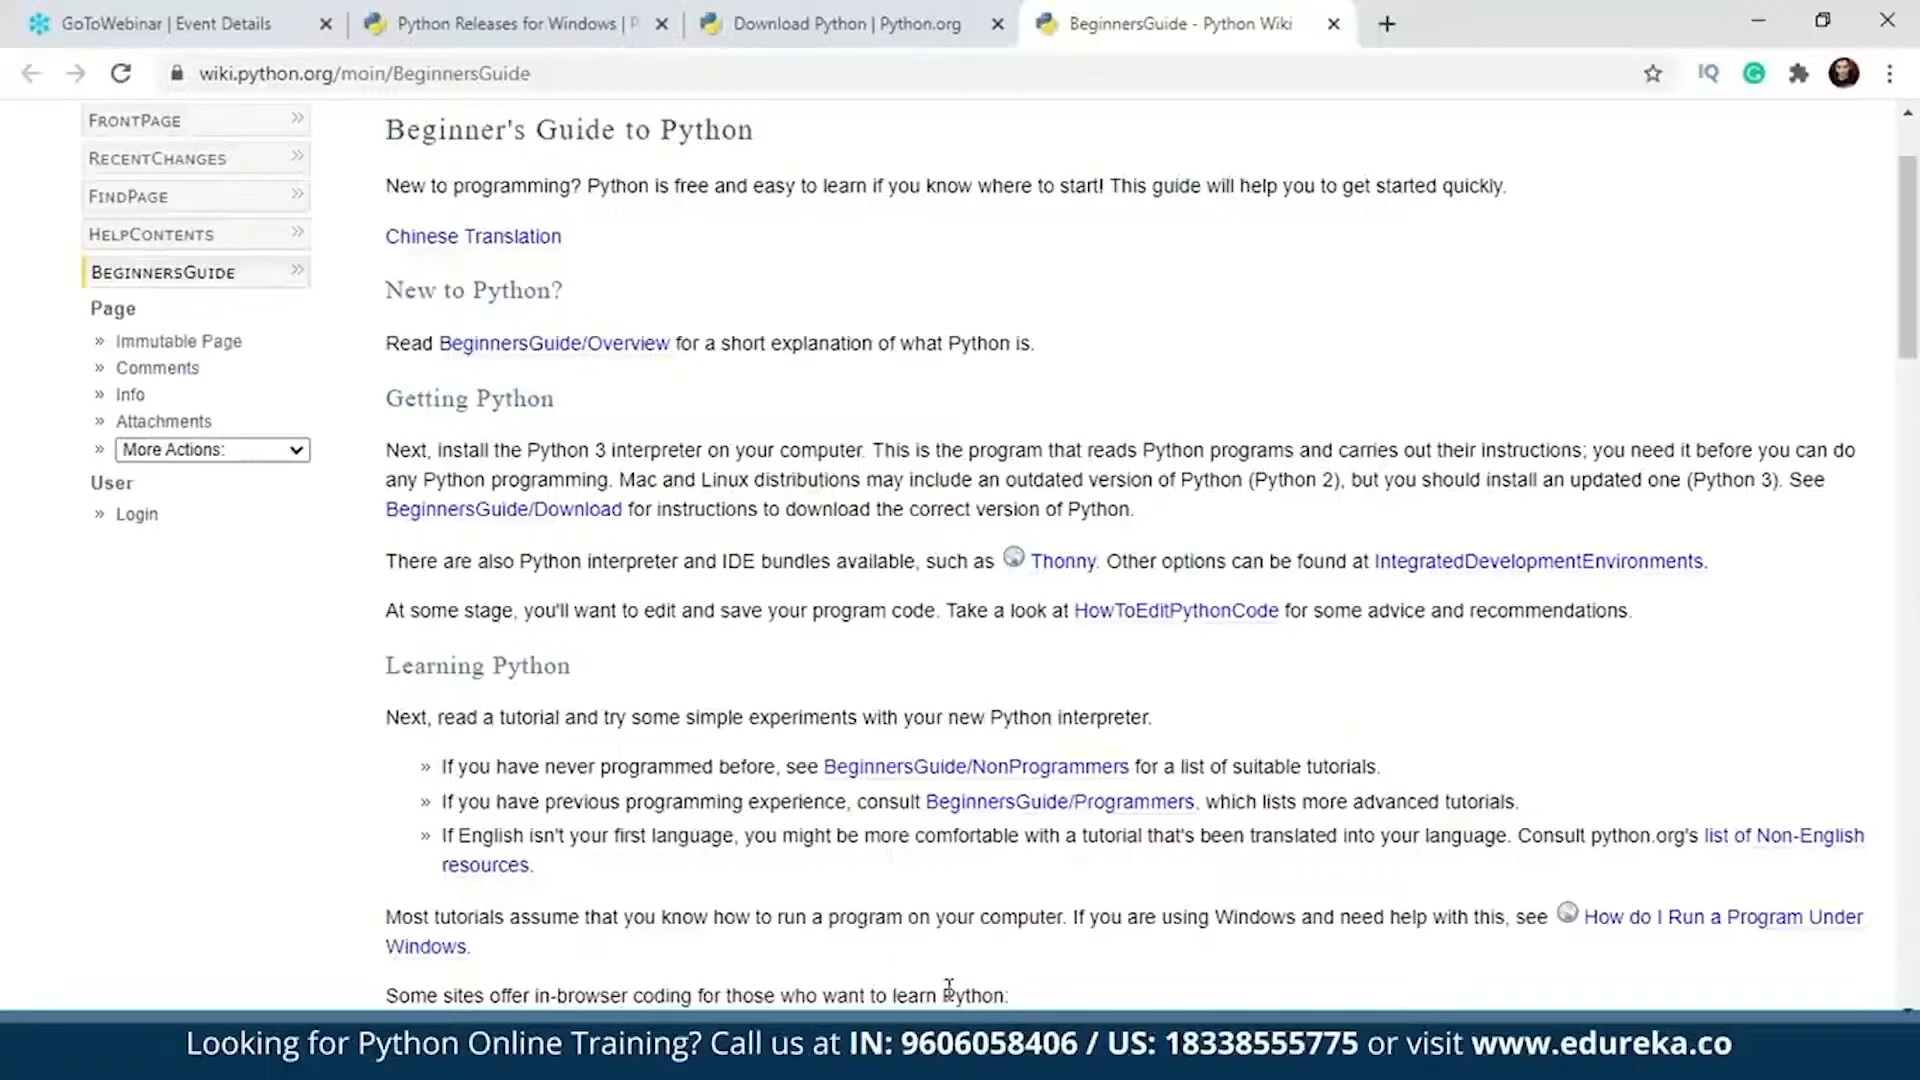 GoToWebinar | Event Details
Python Releases for Windows | P
Download Python | Python.org
BeginnersGuide - Python Wiki
wiki.python.org/moin/BeginnersGuide
IQ
FrontPage
RecentChanges
FindPage
HelpContents
BeginnersGuide
Page
» Immutable Page
» Comments
» Info
» Attachments
» More Actions:
User
» Login
Beginner's Guide to Python
New to programming? Python is free and easy to learn if you know where to start! This guide will help you to get started quickly.
Chinese Translation
New to Python?
Read BeginnersGuide/Overview for a short explanation of what Python is.
Getting Python
Next, install the Python 3 interpreter on your computer. This is the program that reads Python programs and carries out their instructions; you need it before you can do
any Python programming. Mac and Linux distributions may include an outdated version of Python (Python 2), but you should install an updated one (Python 3). See
BeginnersGuide/Download for instructions to download the correct version of Python.
There are also Python interpreter and IDE bundles available, such as Thonny. Other options can be found at IntegratedDevelopmentEnvironments.
At some stage, you'll want to edit and save your program code. Take a look at HowToEditPythonCode for some advice and recommendations.
Learning Python
Next, read a tutorial and try some simple experiments with your new Python interpreter.
» If you have never programmed before, see BeginnersGuide/NonProgrammers for a list of suitable tutorials.
» If you have previous programming experience, consult BeginnersGuide/Programmers, which lists more advanced tutorials.
» If English isn't your first language, you might be more comfortable with a tutorial that's been translated into your language. Consult python.org's list of Non-English
resources.
Most tutorials assume that you know how to run a program on your computer. If you are using Windows and need help with this, see How do I Run a Program Under
Windows.
Some sites offer in-browser coding for those who want to learn Python:
Looking for Python Online Training? Call us at IN: 9606058406 / US: 18338555775 or visit www.edureka.co